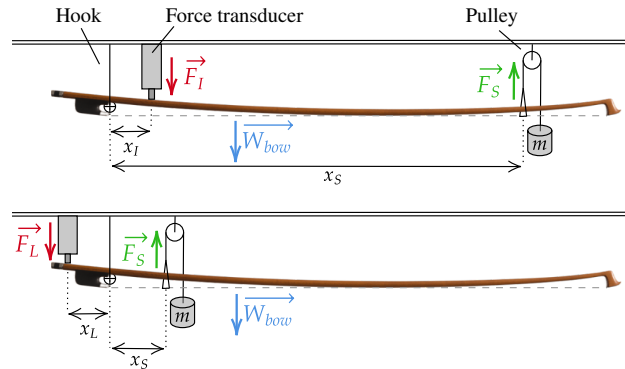 Hook Force transducer Pulley
F_I F_S
W_bow m
x_I
x_S
F_L F_S
W_bow m
x_L
x_S